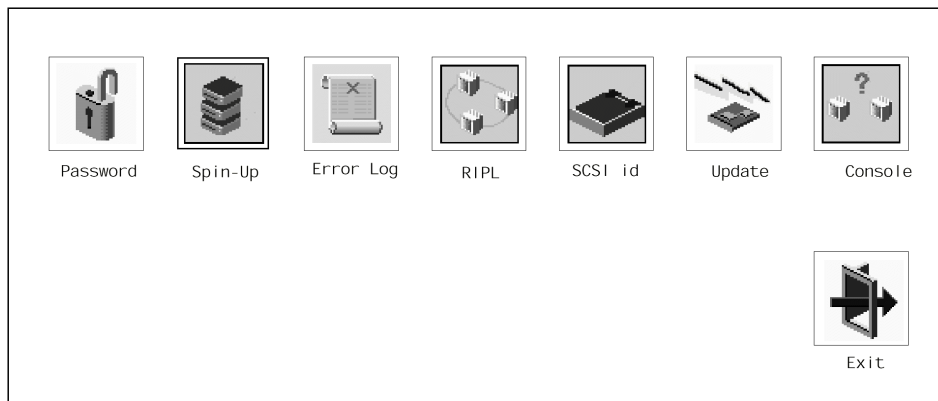 Password
Spin-Up
Error Log
RIPL
SCSI id
Update
?
Console
Exit